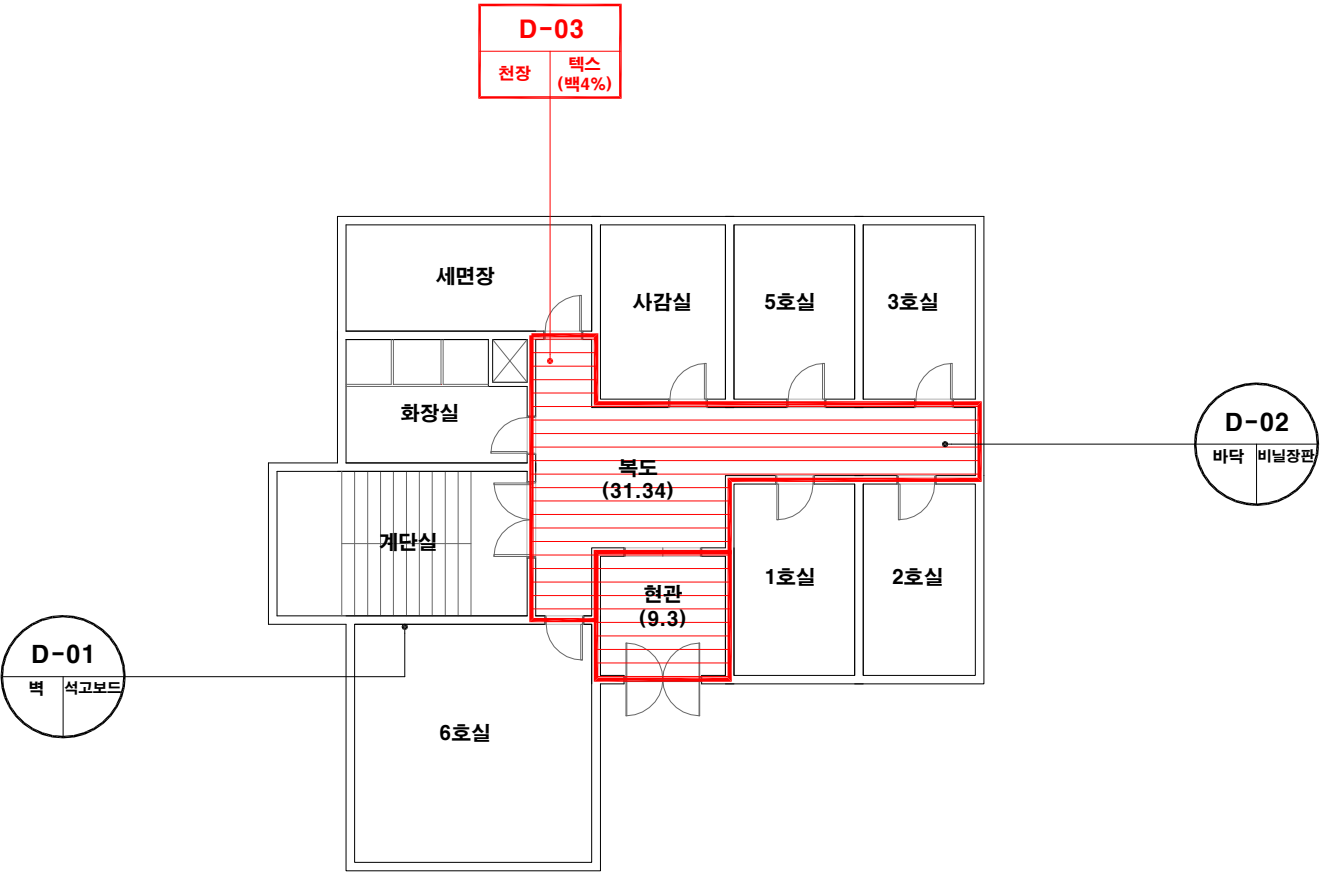 D-03
천장
텍스
(백4%)
세면장
사감실
5호실
3호실
화장실
D-02
바닥
비닐장판
복도
(31.34)
계단실
1호실
2호실
현관
(9.3)
D-01
벽
석고보드
6호실